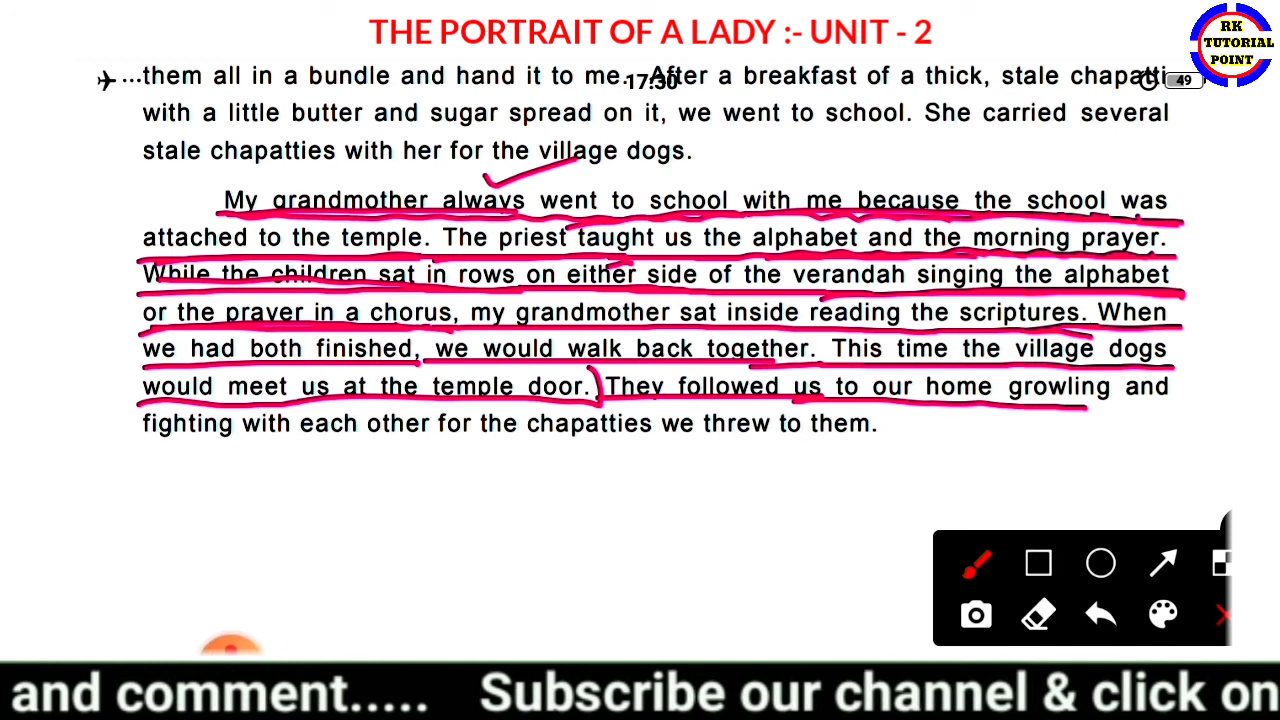 THE PORTRAIT OF A LADY :- UNIT - 2
RK
TUTORIAL
POINT
...them all in a bundle and hand it to me. After a breakfast of a thick, stale chapatti
17:30
49
with a little butter and sugar spread on it, we went to school. She carried several
stale chapatties with her for the village dogs.
My grandmother always went to school with me because the school was
attached to the temple. The priest taught us the alphabet and the morning prayer.
While the children sat in rows on either side of the verandah singing the alphabet
or the prayer in a chorus, my grandmother sat inside reading the scriptures. When
we had both finished, we would walk back together. This time the village dogs
would meet us at the temple door. They followed us to our home growling and
fighting with each other for the chapatties we threw to them.
and comment..... Subscribe our channel & click on